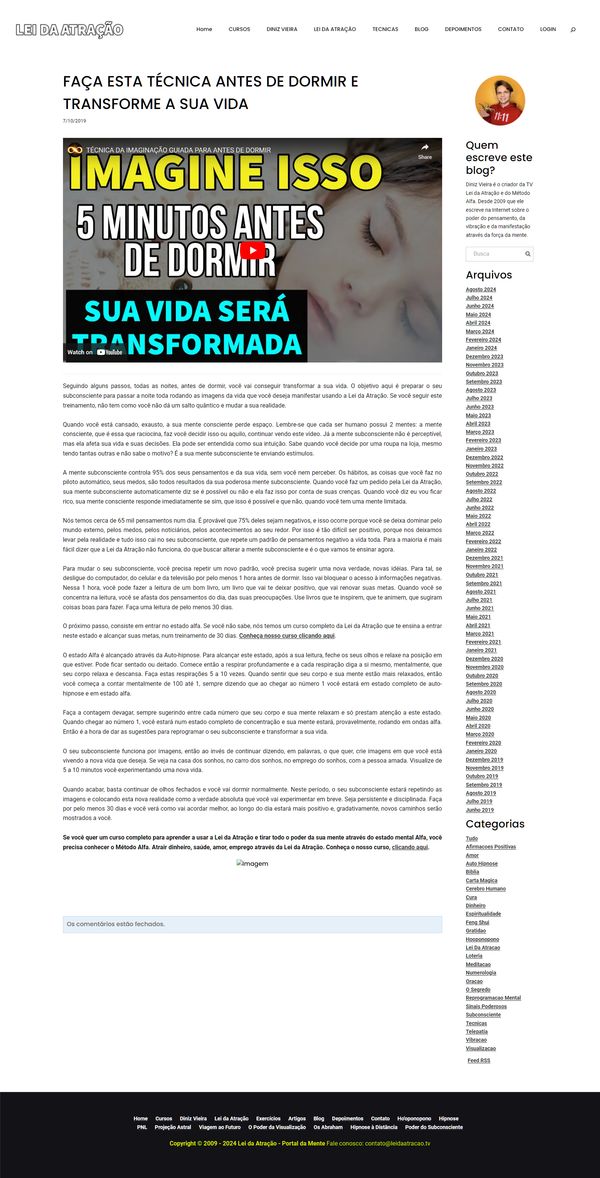 LEI DA ATRAÇÃO
Home CURSOS DINIZ VIEIRA LEI DA ATRAÇÃO TECNICAS BLOG DEPOIMENTOS CONTATO LOGIN
FAÇA ESTA TÉCNICA ANTES DE DORMIR E
TRANSFORME A SUA VIDA
7/10/2019
TÉCNICA DA IMAGINAÇÃO GUIADA PARA ANTES DE DORMIR
Share
IMAGINE ISSO
5 MINUTOS ANTES
DE DORMIR
SUA VIDA SERÁ
TRANSFORMADA
Watch on YouTube
Seguindo alguns passos, todas as noites, antes de dormir, você vai conseguir transformar a sua vida. O objetivo aqui é preparar o seu
subconsciente para passar a noite toda rodando as imagens da vida que você deseja manifestar usando a Lei da Atração. Se você seguir este
treinamento, não tem como você não dá um salto quântico e mudar a sua realidade.
Quando você está cansado, exausto, a sua mente consciente perde espaço. Lembre-se que cada ser humano possui 2 mentes: a mente
consciente, que é essa que raciocina, faz você decidir isso ou aquilo, continuar vendo este vídeo. Já a mente subconsciente não é perceptível,
mas ela afeta sua vida e suas decisões. Ela pode ser entendida como sua intuição. Sabe quando você decide por uma roupa na loja, mesmo
tendo tantas outras e não sabe o motivo? É a sua mente subconsciente te enviando estímulos.
A mente subconsciente controla 95% dos seus pensamentos e da sua vida, sem você nem perceber. Os hábitos, as coisas que você faz no
piloto automático, seus medos, são todos resultados da sua poderosa mente subconsciente. Quando você faz um pedido pela Lei da Atração,
sua mente subconsciente automaticamente diz se é possível ou não e ela faz isso por conta de suas crenças. Quando você diz eu vou ficar
rico, sua mente consciente responde imediatamente se sim, que isso é possível e que não, quando você tem uma mente limitada.
Nós temos cerca de 65 mil pensamentos num dia. É provável que 75% deles sejam negativos, e isso ocorre porque você se deixa dominar pelo
mundo externo, pelos medos, pelos noticiários, pelos acontecimentos ao seu redor. Por isso é tão difícil ser positivo, porque nos deixamos
levar pela realidade e tudo isso cai no seu subconsciente, que repete um padrão de pensamentos negativo a vida toda. Para a maioria é mais
fácil dizer que a Lei da Atração não funciona, do que buscar alterar a mente subconsciente e é o que vamos te ensinar agora.
Para mudar o seu subconsciente, você precisa repetir um novo padrão, você precisa sugerir uma nova verdade, novas idéias. Para tal, se
desligue do computador, do celular e da televisão por pelo menos 1 hora antes de dormir. Isso vai bloquear o acesso à informações negativas.
Nessa 1 hora, você pode fazer a leitura de um bom livro, um livro que vai te deixar positivo, que vai renovar suas metas. Quando você se
concentra na leitura, você se afasta dos pensamentos do dia, das suas preocupações. Use livros que te inspirem, que te animem, que sugiram
coisas boas para fazer. Faça uma leitura de pelo menos 30 dias.
O próximo passo, consiste em entrar no estado alfa. Se você não sabe, nós temos um curso completo da Lei da Atração que te ensina a entrar
neste estado e alcançar suas metas, num treinamento de 30 dias. Conheça nosso curso clicando aqui.
O estado Alfa é alcançado através da Auto-hipnose. Para alcançar este estado, após a sua leitura, feche os seus olhos e relaxe na posição em
que estiver. Pode ficar sentado ou deitado. Comece então a respirar profundamente e a cada respiração diga a si mesmo, mentalmente, que
seu corpo relaxa e descansa. Faça estas respirações 5 a 10 vezes. Quando sentir que seu corpo e sua mente estão mais relaxados, então
você começa a contar mentalmente de 100 até 1, sempre dizendo que ao chegar ao número 1 você estará em estado completo de auto-
hipnose e em estado alfa.
Faça a contagem devagar, sempre sugerindo entre cada número que seu corpo e sua mente relaxam e só prestam atenção a este estado.
Quando chegar ao número 1, você estará num estado completo de concentração e sua mente estará, provavelmente, rodando em ondas alfa.
Então é a hora de dar as sugestões para reprogramar o seu subconsciente e transformar a sua vida.
O seu subconsciente funciona por imagens, então ao invés de continuar dizendo, em palavras, o que quer, crie imagens em que você está
vivendo a nova vida que deseja. Se veja na casa dos sonhos, no carro dos sonhos, no emprego do sonhos, com a pessoa amada. Visualize de
5 a 10 minutos você experimentando uma nova vida.
Quando acabar, basta continuar de olhos fechados e você vai dormir normalmente. Neste período, o seu subconsciente estará repetindo as
imagens e colocando esta nova realidade como a verdade absoluta que você vai experimentar em breve. Seja persistente e disciplinada. Faça
por pelo menos 30 dias e você verá como vai acordar melhor, ao longo do dia estará mais positivo e, gradativamente, novos caminhos serão
mostrados a você.
Se você quer um curso completo para aprender a usar a Lei da Atração e tirar todo o poder da sua mente através do estado mental Alfa, você
precisa conhecer o Método Alfa. Atrair dinheiro, saúde, amor, emprego através da Lei da Atração. Conheça o nosso curso, clicando aqui.
Imagem
Os comentários estão fechados.
11:11
Quem
escreve este
blog?
Diniz Vieira é o criador da TV
Lei da Atração e do Método
Alfa. Desde 2009 que ele
escreve na Internet sobre o
poder do pensamento, da
vibração e da manifestação
através da força da mente.
Busca
Arquivos
Agosto 2024
Julho 2024
Junho 2024
Maio 2024
Abril 2024
Março 2024
Fevereiro 2024
Janeiro 2024
Dezembro 2023
Novembro 2023
Outubro 2023
Setembro 2023
Agosto 2023
Julho 2023
Junho 2023
Maio 2023
Abril 2023
Março 2023
Fevereiro 2023
Janeiro 2023
Dezembro 2022
Novembro 2022
Outubro 2022
Setembro 2022
Agosto 2022
Julho 2022
Junho 2022
Maio 2022
Abril 2022
Março 2022
Fevereiro 2022
Janeiro 2022
Dezembro 2021
Novembro 2021
Outubro 2021
Setembro 2021
Agosto 2021
Julho 2021
Junho 2021
Maio 2021
Abril 2021
Março 2021
Fevereiro 2021
Janeiro 2021
Dezembro 2020
Novembro 2020
Outubro 2020
Setembro 2020
Agosto 2020
Julho 2020
Junho 2020
Maio 2020
Abril 2020
Março 2020
Fevereiro 2020
Janeiro 2020
Dezembro 2019
Novembro 2019
Outubro 2019
Setembro 2019
Agosto 2019
Julho 2019
Junho 2019
Categorias
Tudo
Afirmacoes Positivas
Amor
Auto Hipnose
Bíblia
Carta Magica
Cerebro Humano
Cura
Dinheiro
Espiritualidade
Feng Shui
Gratidao
Hooponopono
Lei Da Atracao
Loteria
Meditacao
Numerologia
Oracao
O Segredo
Reprogramacao Mental
Sinais Poderosos
Subconsciente
Tecnicas
Telepatia
Vibracao
Visualizacao
Feed RSS
Home Cursos Diniz Vieira Lei da Atração Exercícios Artigos Blog Depoimentos Contato Ho'oponopono Hipnose
PNL Projeção Astral Viagem ao Futuro O Poder da Visualização Os Abraham Hipnose à Distância Poder do Subconsciente
Copyright © 2009 - 2024 Lei da Atração - Portal da Mente Fale conosco: contato@leidaatracao.tv